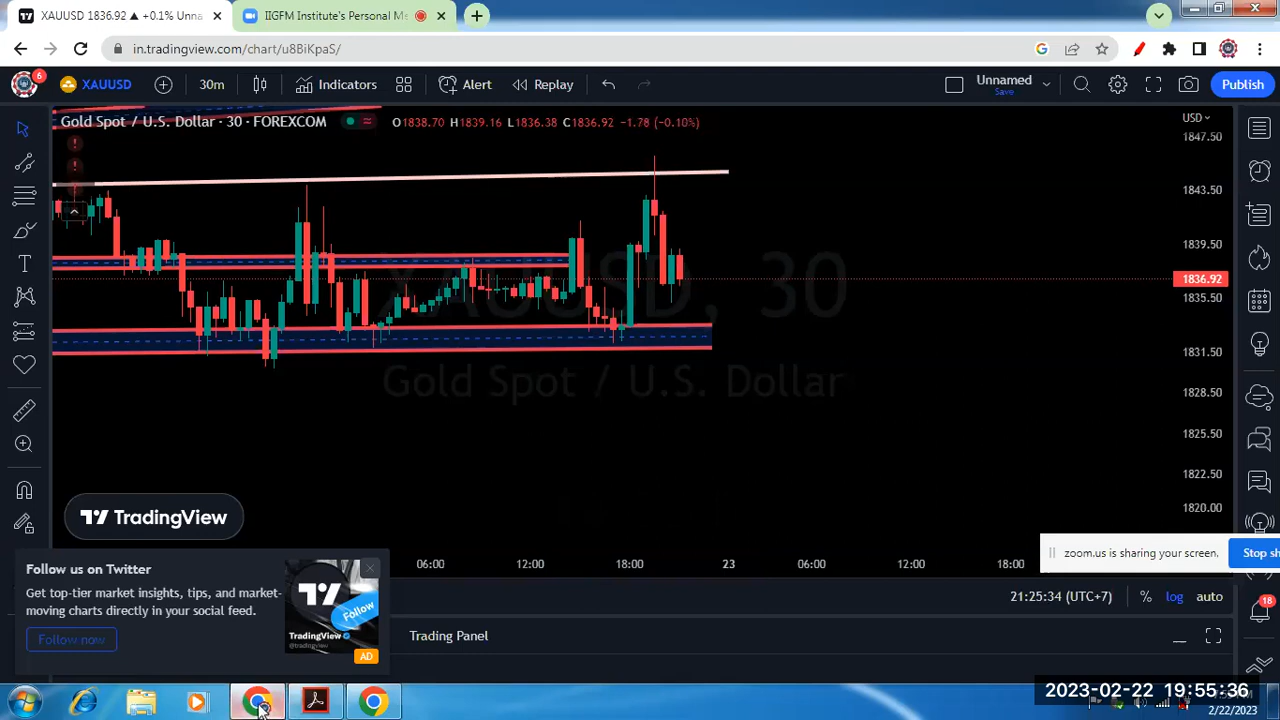 XAUUSD 1836.92 ▲ +0.1% Unna
IIGFM Institute's Personal Me
in.tradingview.com/chart/u8BiKpaS/
6
XAUUSD
30m
Indicators
Alert
Replay
Unnamed
Save
Publish
Gold Spot / U.S. Dollar · 30 · FOREXCOM
O1838.70 H1839.16 L1836.38 C1836.92 −1.78 (−0.10%)
USD
1847.50
1843.50
1839.50
1836.92
1835.50
1831.50
1828.50
1825.50
1822.50
1820.00
XAUUSD, 30
Gold Spot / U.S. Dollar
TradingView
zoom.us is sharing your screen.
Stop sh
06:00 12:00 18:00 23 06:00 12:00 18:00
Follow us on Twitter
Get top-tier market insights, tips, and market-
moving charts directly in your social feed.
Follow now
Follow
TradingView
@tradingview
AD
21:25:34 (UTC+7)
% log auto
18
Trading Panel
2023-02-22 19:55:36
2/22/2023